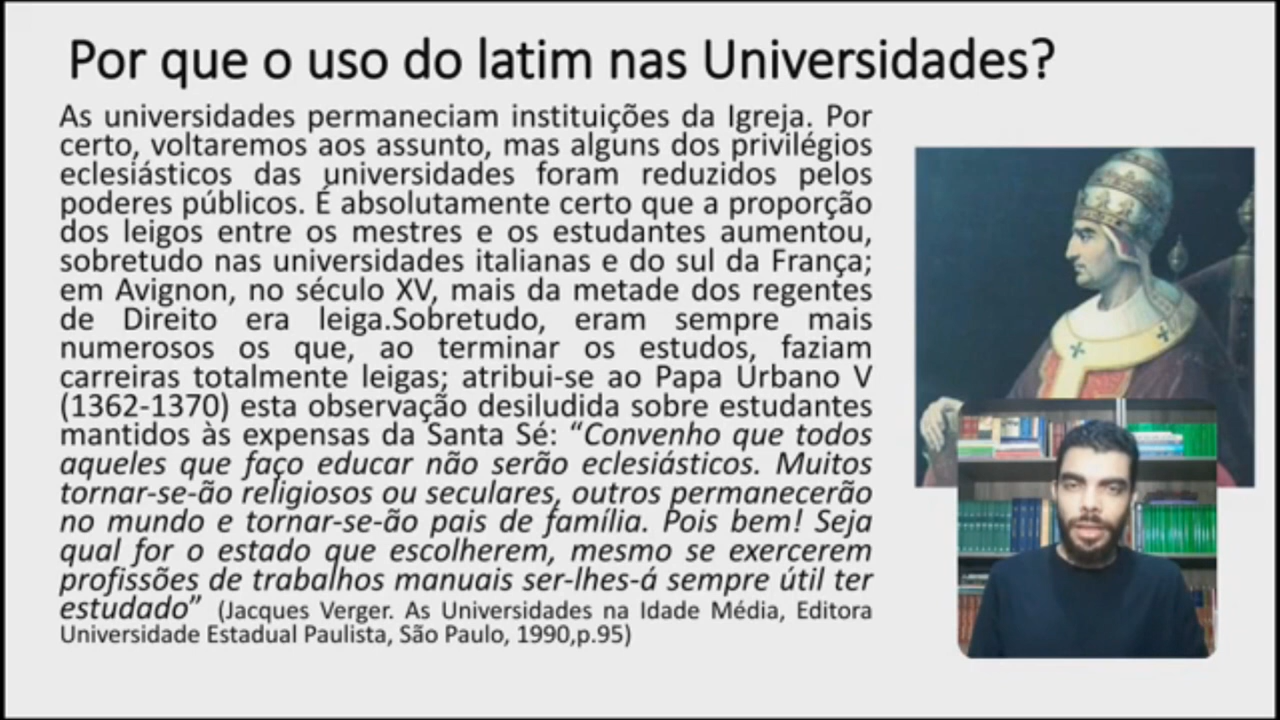 Por que o uso do latim nas Universidades?
As universidades permaneciam instituições da Igreja. Por
certo, voltaremos aos assunto, mas alguns dos privilégios
eclesiásticos das universidades foram reduzidos pelos
poderes públicos. É absolutamente certo que a proporção
dos leigos entre os mestres e os estudantes aumentou,
sobretudo nas universidades italianas e do sul da França;
em Avignon, no século XV, mais da metade dos regentes
de Direito era leiga.Sobretudo, eram sempre mais
numerosos os que, ao terminar os estudos, faziam
carreiras totalmente leigas; atribui-se ao Papa Urbano V
(1362-1370) esta observação desiludida sobre estudantes
mantidos às expensas da Santa Sé: “Convenho que todos
aqueles que faço educar não serão eclesiásticos. Muitos
tornar-se-ão religiosos ou seculares, outros permanecerão
no mundo e tornar-se-ão pais de família. Pois bem! Seja
qual for o estado que escolherem, mesmo se exercerem
profissões de trabalhos manuais ser-lhes-á sempre útil ter
estudado” (Jacques Verger. As Universidades na Idade Média, Editora
Universidade Estadual Paulista, São Paulo, 1990,p.95)